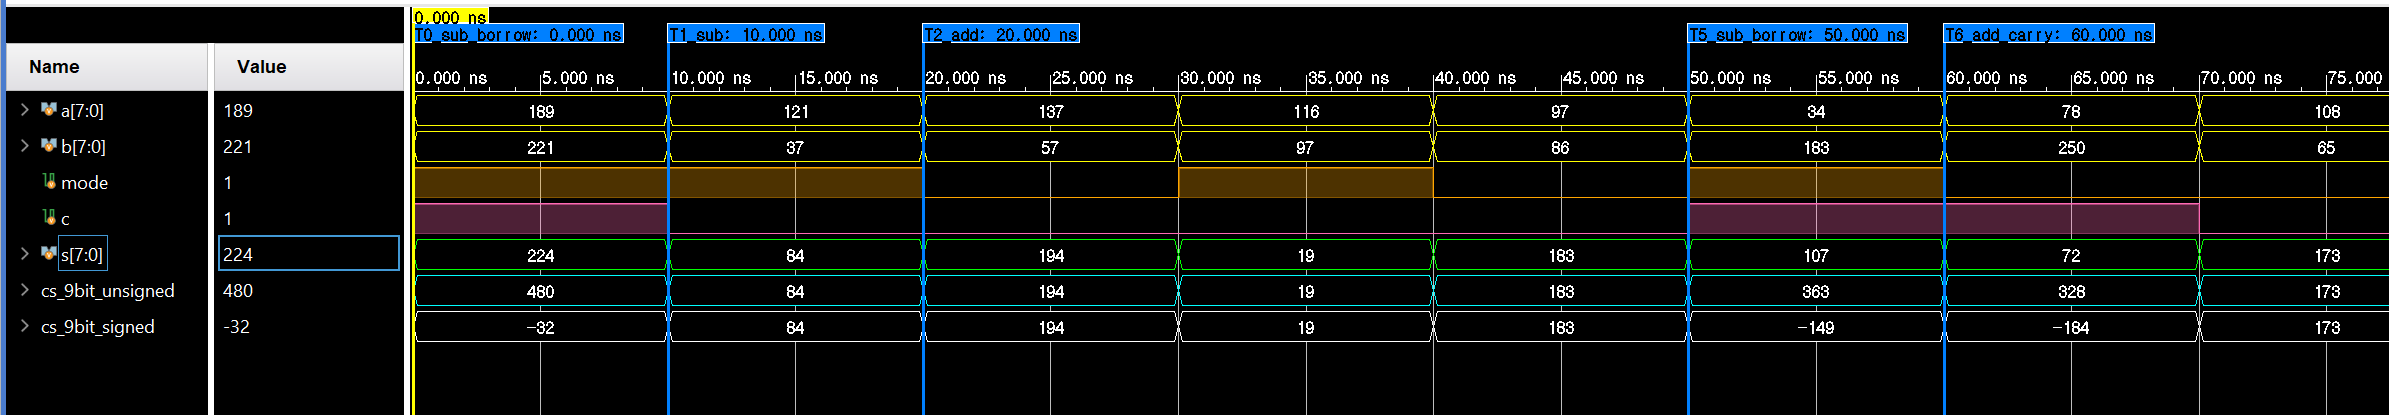 0.000 ns
T0_sub_borrow: 0.000 ns T1_sub: 10.000 ns T2_add: 20.000 ns T5_sub_borrow: 50.000 ns T6_add_carry: 60.000 ns
Name Value
0.000 ns 5.000 ns 10.000 ns 15.000 ns 20.000 ns 25.000 ns 30.000 ns 35.000 ns 40.000 ns 45.000 ns 50.000 ns 55.000 ns 60.000 ns 65.000 ns 70.000 ns 75.000
a[7:0] 189 189 121 137 116 97 34 78 108
b[7:0] 221 221 37 57 97 86 183 250 65
mode 1
c 1
s[7:0] 224 224 84 194 19 183 107 72 173
cs_9bit_unsigned 480 480 84 194 19 183 363 328 173
cs_9bit_signed -32 -32 84 194 19 183 -149 -184 173